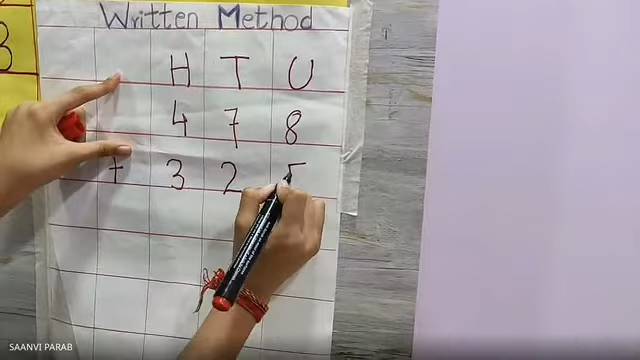 Written Method
H T U
4 7 8
+ 3 2 5
SAANVI PARAB